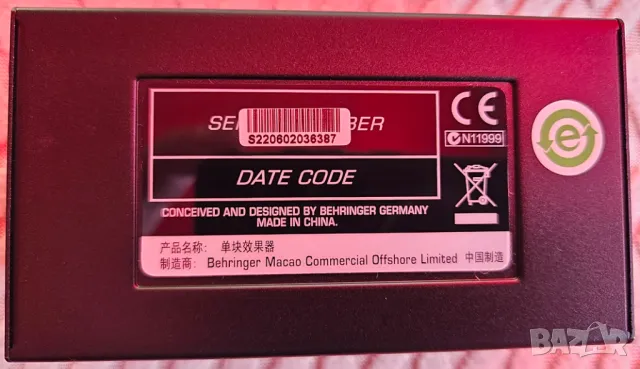 SE BER
S220602036387
DATE CODE
CE
N11999
e
CONCEIVED AND DESIGNED BY BEHRINGER GERMANY
MADE IN CHINA.
产品名称: 单块效果器
制造商: Behringer Macao Commercial Offshore Limited 中国制造
BAZAR